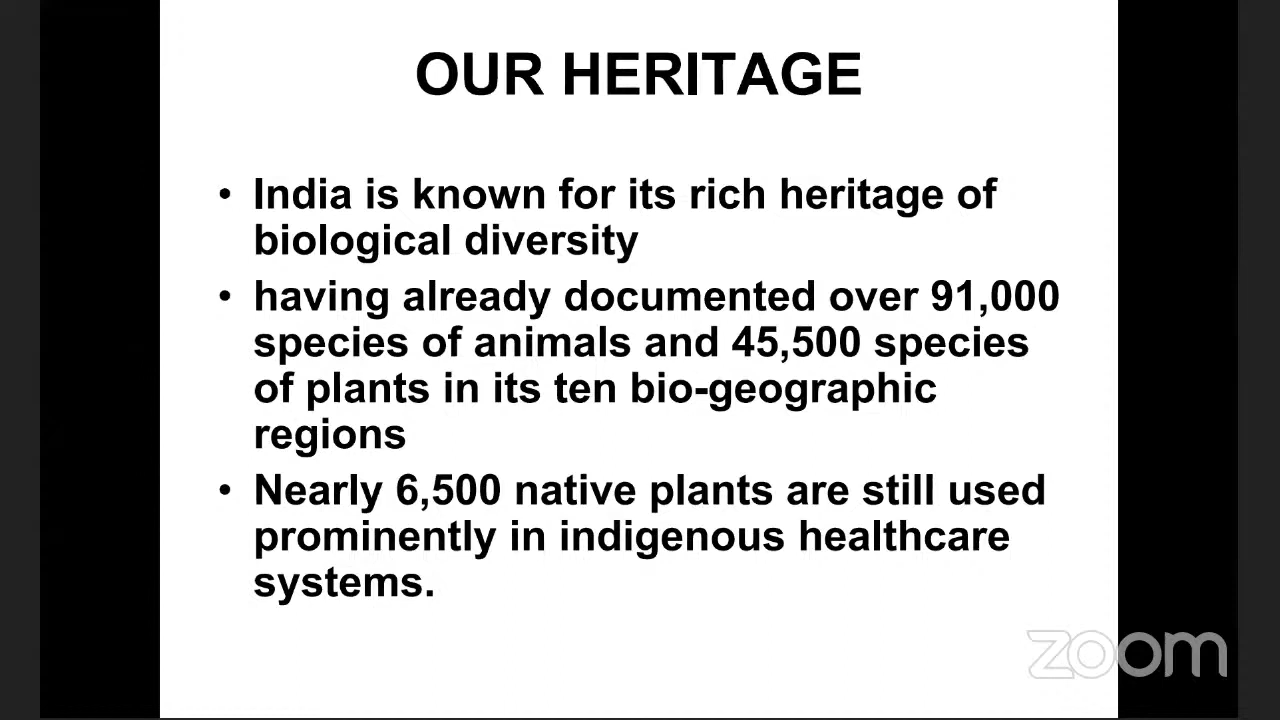 OUR HERITAGE
• India is known for its rich heritage of
biological diversity
• having already documented over 91,000
species of animals and 45,500 species
of plants in its ten bio-geographic
regions
• Nearly 6,500 native plants are still used
prominently in indigenous healthcare
systems.
zoom